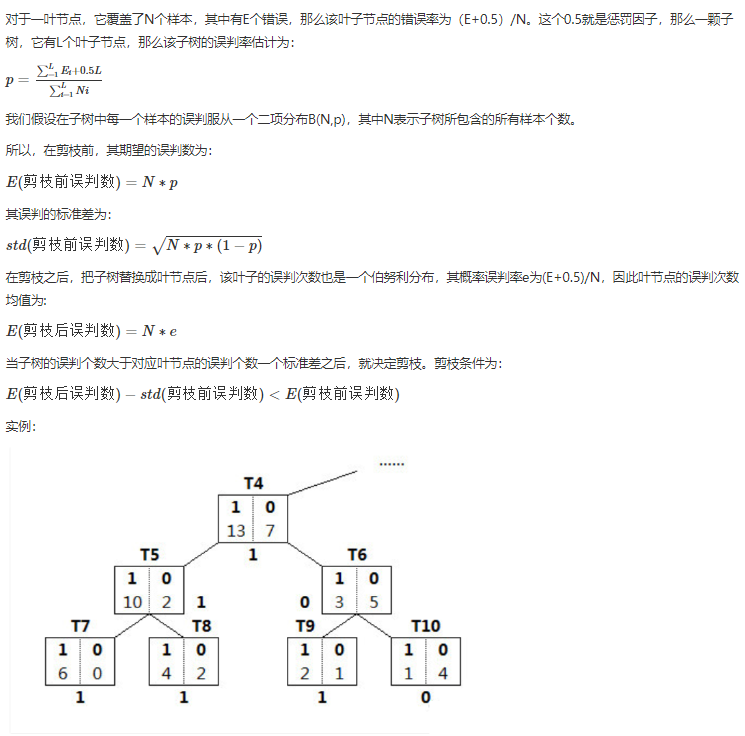 对于一叶节点，它覆盖了N个样本，其中有E个错误，那么该叶子节点的错误率为（E+0.5）/N。这个0.5就是惩罚因子，那么一颗子
树，它有L个叶子节点，那么该子树的误判率估计为：
p = \frac{\sum_{-1}^{L} E_t+0.5L}{\sum_{t-1}^{L} Ni}
我们假设在子树中每一个样本的误判服从一个二项分布B(N,p)，其中N表示子树所包含的所有样本个数。
所以，在剪枝前，其期望的误判数为：
E(剪枝前误判数) = N ∗ p
其误判的标准差为：
std(剪枝前误判数) = √N ∗ p ∗ (1 − p)
在剪枝之后，把子树替换成叶节点后，该叶子的误判次数也是一个伯努利分布，其概率误判率e为(E+0.5)/N，因此叶节点的误判次数
均值为:
E(剪枝后误判数) = N ∗ e
当子树的误判个数大于对应叶节点的误判个数一个标准差之后，就决定剪枝。剪枝条件为：
E(剪枝后误判数) − std(剪枝前误判数) < E(剪枝前误判数)
实例：
......
T4
1 0
13 7
T5 1 T6
1 0 1 0
10 2 1 0 3 5
T7 T8 T9 T10
1 0 1 0 1 0 1 0
6 0 4 2 2 1 1 4
1 1 1 0